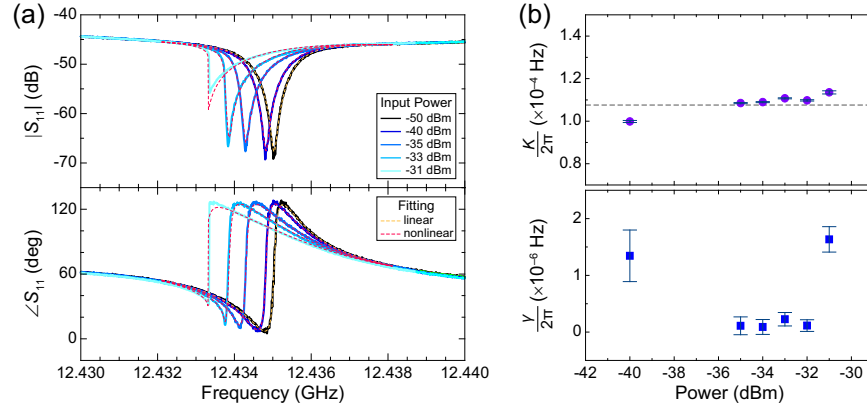 (a)
-40
-50
-60
-70
|S11| (dB)
Input Power
-50 dBm
-40 dBm
-35 dBm
-33 dBm
-31 dBm
120
60
0
∠S11 (deg)
Fitting
linear
nonlinear
12.430 12.432 12.434 12.436 12.438 12.440
Frequency (GHz)
(b)
1.4
1.2
1.0
0.8
K/2π (×10⁻⁴ Hz)
2
1
0
γ/2π (×10⁻⁶ Hz)
-42 -40 -38 -36 -34 -32 -30
Power (dBm)